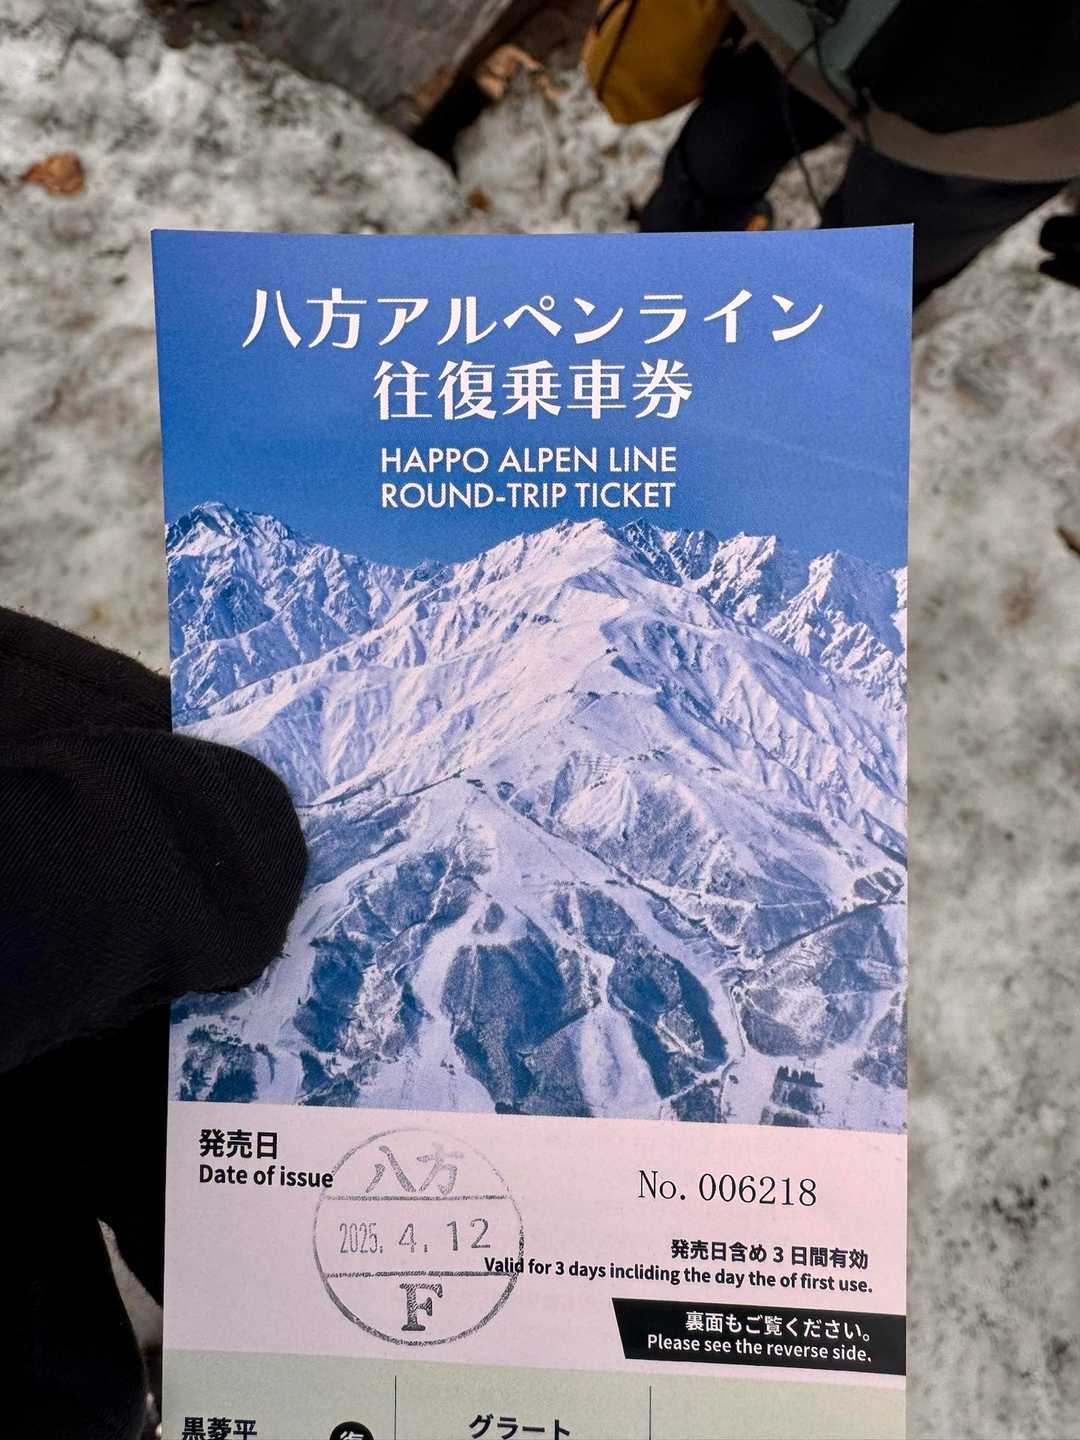 八方アルペンライン
往復乗車券
HAPPO ALPEN LINE
ROUND-TRIP TICKET
発売日
Date of issue
八方
2025. 4. 12
F
No. 006218
発売日含め 3 日間有効
Valid for 3 days incliding the day the of first use.
裏面もご覧ください。
Please see the reverse side.
黒菱平
復
グラート